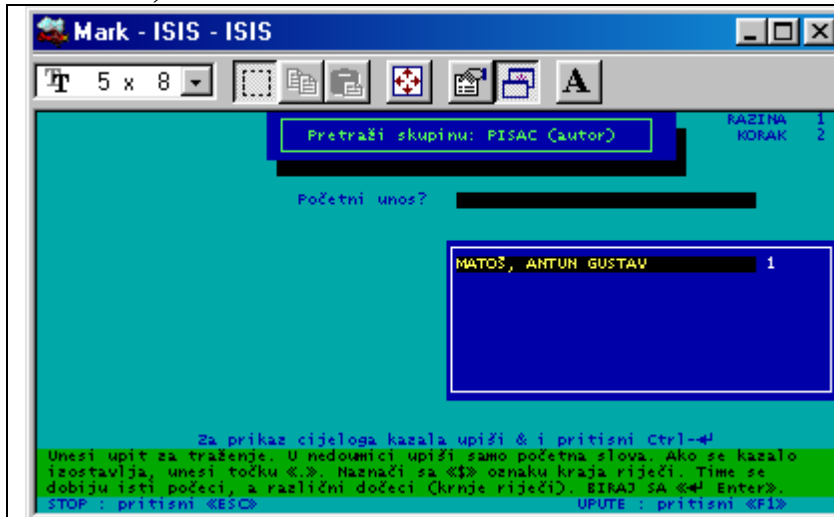 Mark - ISIS - ISIS
5 x 8
A
RAZINA 1
Pretraži skupinu: PISAC (autor)
KORAK 2
Početni unos?
MATOŠ, ANTUN GUSTAV 1
Za prikaz cijeloga kazala upiši & i pritisni Ctrl-↵
Unesi upit za traženje. U nedoumici upiši samo početna slova. Ako se kazalo
izostavlja, unesi točku «.». Naznači sa «$» oznaku kraja riječi. Time se
dobiju isti počeci, a različni dočeci (krnje riječi). BIRAJ SA «↵ Enter».
STOP : pritisni «ESC» UPUTE : pritisni «F1»